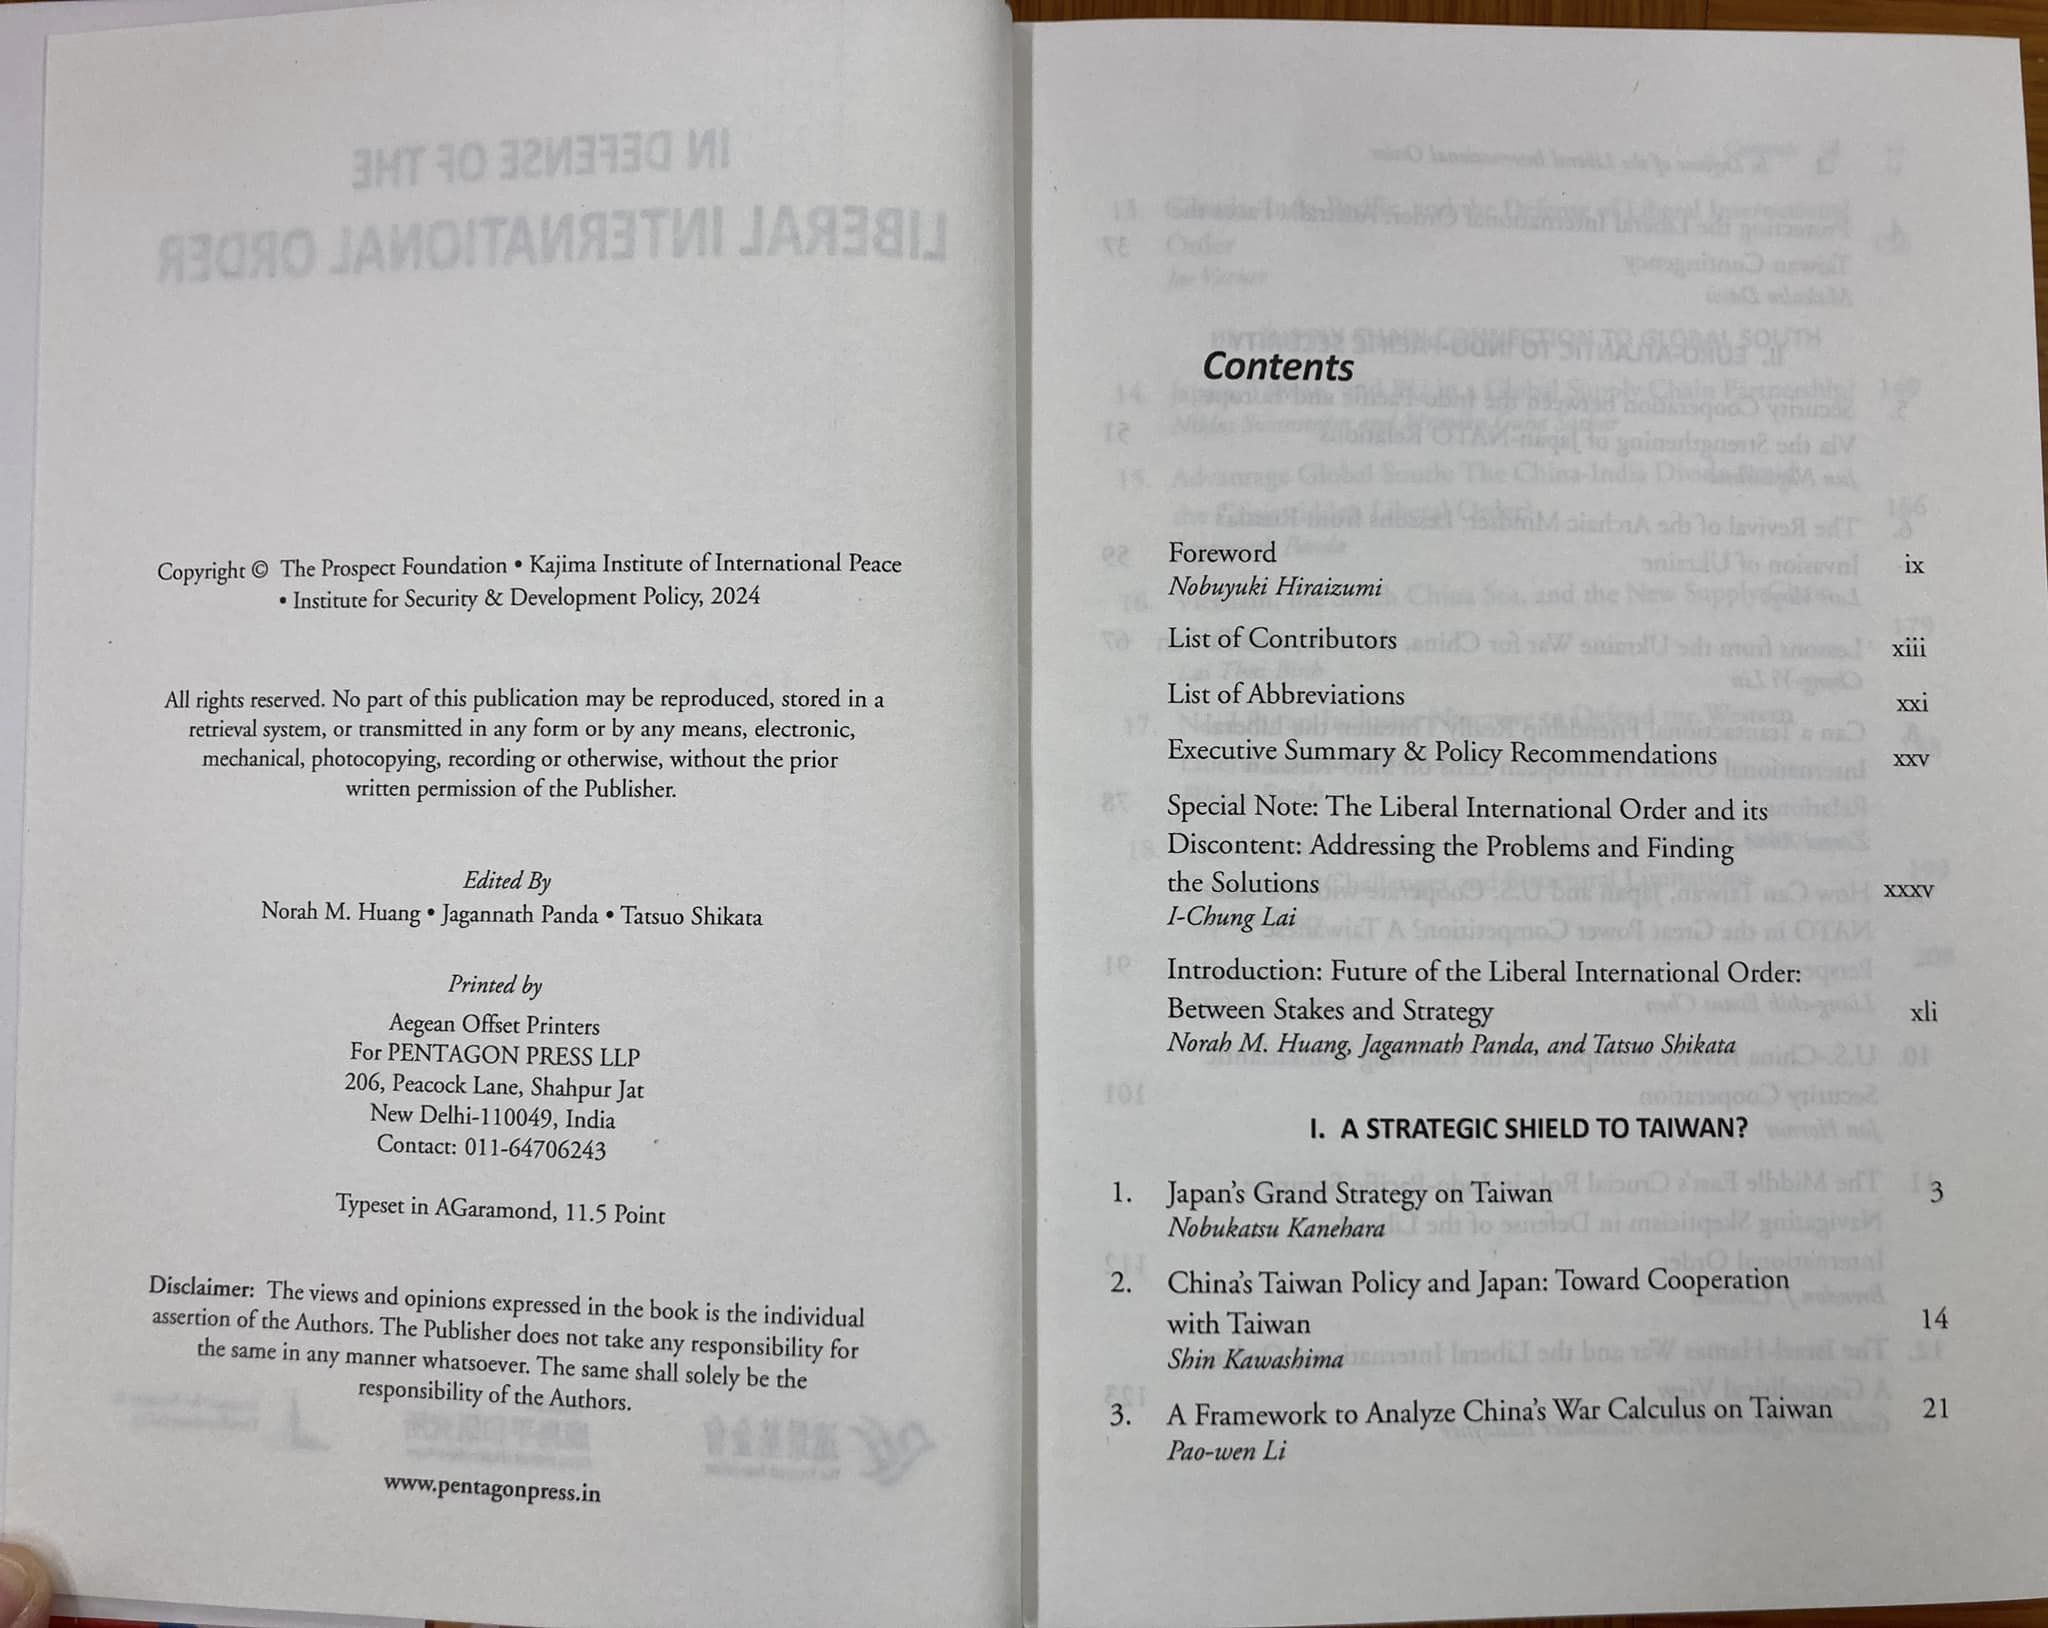 IN DEFENSE OF THE
LIBERAL INTERNATIONAL ORDER
Copyright © The Prospect Foundation • Kajima Institute of International Peace
• Institute for Security & Development Policy, 2024
All rights reserved. No part of this publication may be reproduced, stored in a
retrieval system, or transmitted in any form or by any means, electronic,
mechanical, photocopying, recording or otherwise, without the prior
written permission of the Publisher.
Edited By
Norah M. Huang • Jagannath Panda • Tatsuo Shikata
Printed by
Aegean Offset Printers
For PENTAGON PRESS LLP
206, Peacock Lane, Shahpur Jat
New Delhi-110049, India
Contact: 011-64706243
Typeset in AGaramond, 11.5 Point
Disclaimer: The views and opinions expressed in the book is the individual
assertion of the Authors. The Publisher does not take any responsibility for
the same in any manner whatsoever. The same shall solely be the
responsibility of the Authors.
www.pentagonpress.in
Contents
Foreword ix
Nobuyuki Hiraizumi
List of Contributors xiii
List of Abbreviations xxi
Executive Summary & Policy Recommendations xxv
Special Note: The Liberal International Order and its
Discontent: Addressing the Problems and Finding
the Solutions xxxv
I-Chung Lai
Introduction: Future of the Liberal International Order:
Between Stakes and Strategy xli
Norah M. Huang, Jagannath Panda, and Tatsuo Shikata
I. A STRATEGIC SHIELD TO TAIWAN?
1. Japan's Grand Strategy on Taiwan 3
Nobukatsu Kanehara
2. China's Taiwan Policy and Japan: Toward Cooperation
with Taiwan 14
Shin Kawashima
3. A Framework to Analyze China's War Calculus on Taiwan 21
Pao-wen Li